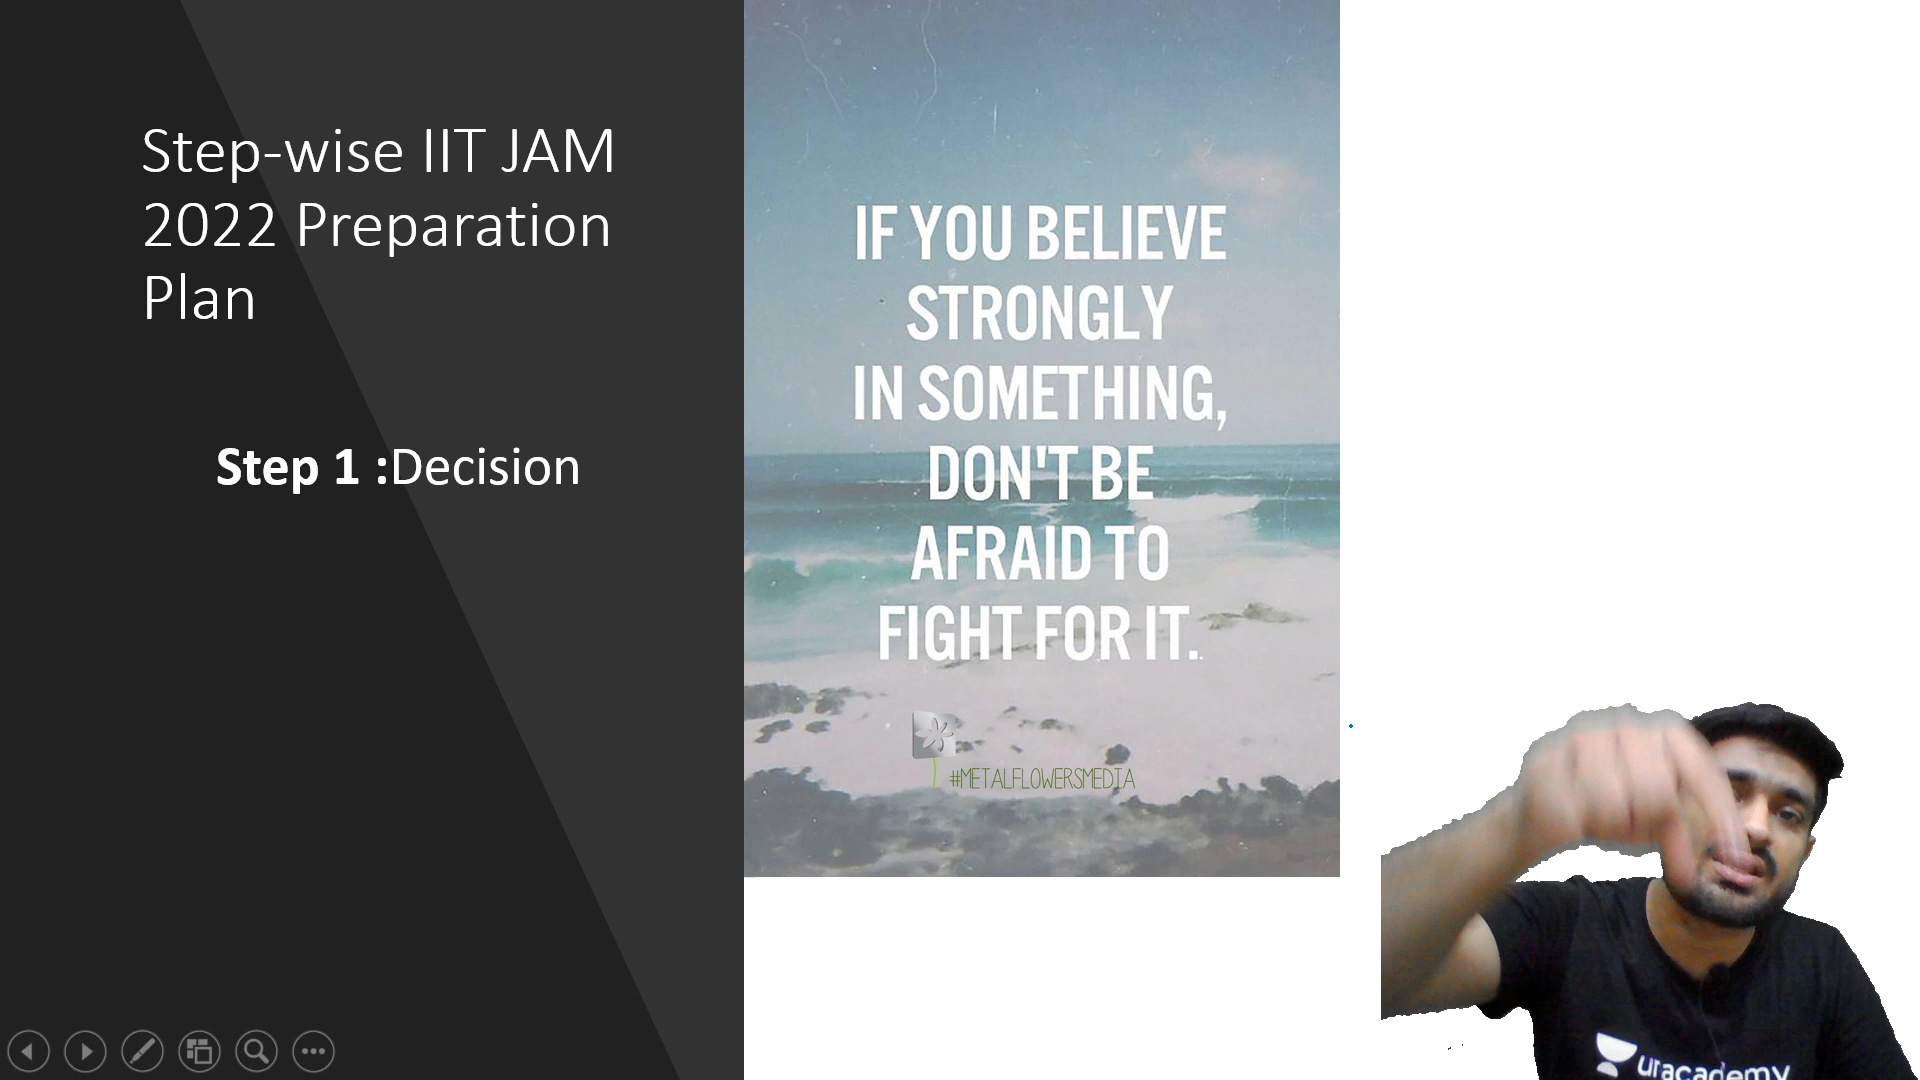 Step-wise IIT JAM
2022 Preparation
Plan
Step 1 :Decision
IF YOU BELIEVE
STRONGLY
IN SOMETHING,
DON'T BE
AFRAID TO
FIGHT FOR IT.
#METALFLOWERSMEDIA
uracademy